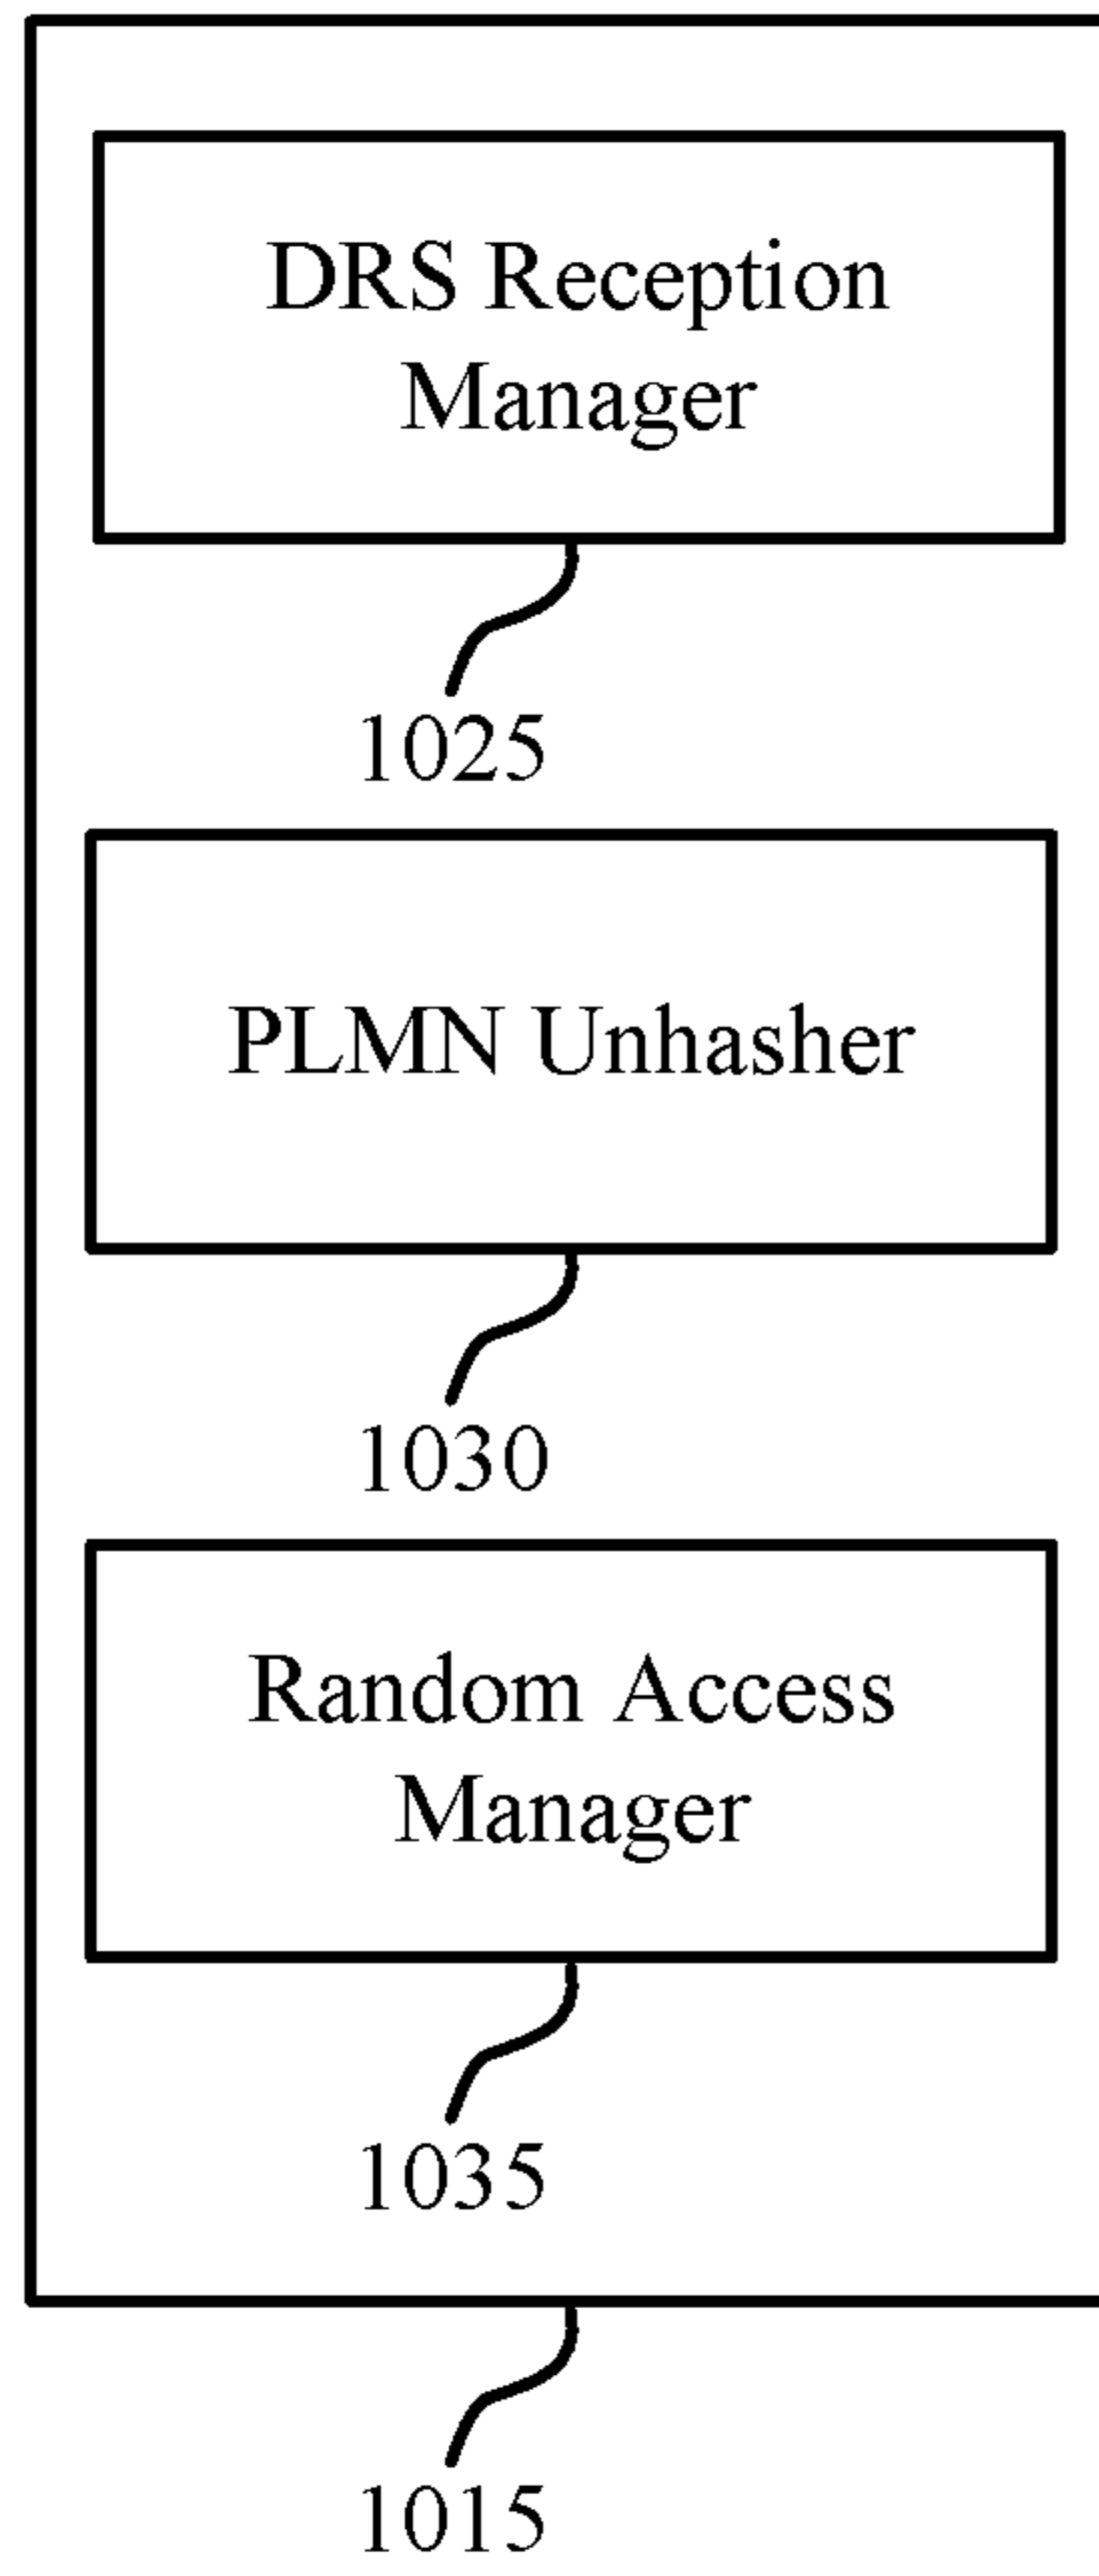 DRS Reception
Manager
1025
PLMN Unhasher
1030
Random Access
Manager
1035
1015